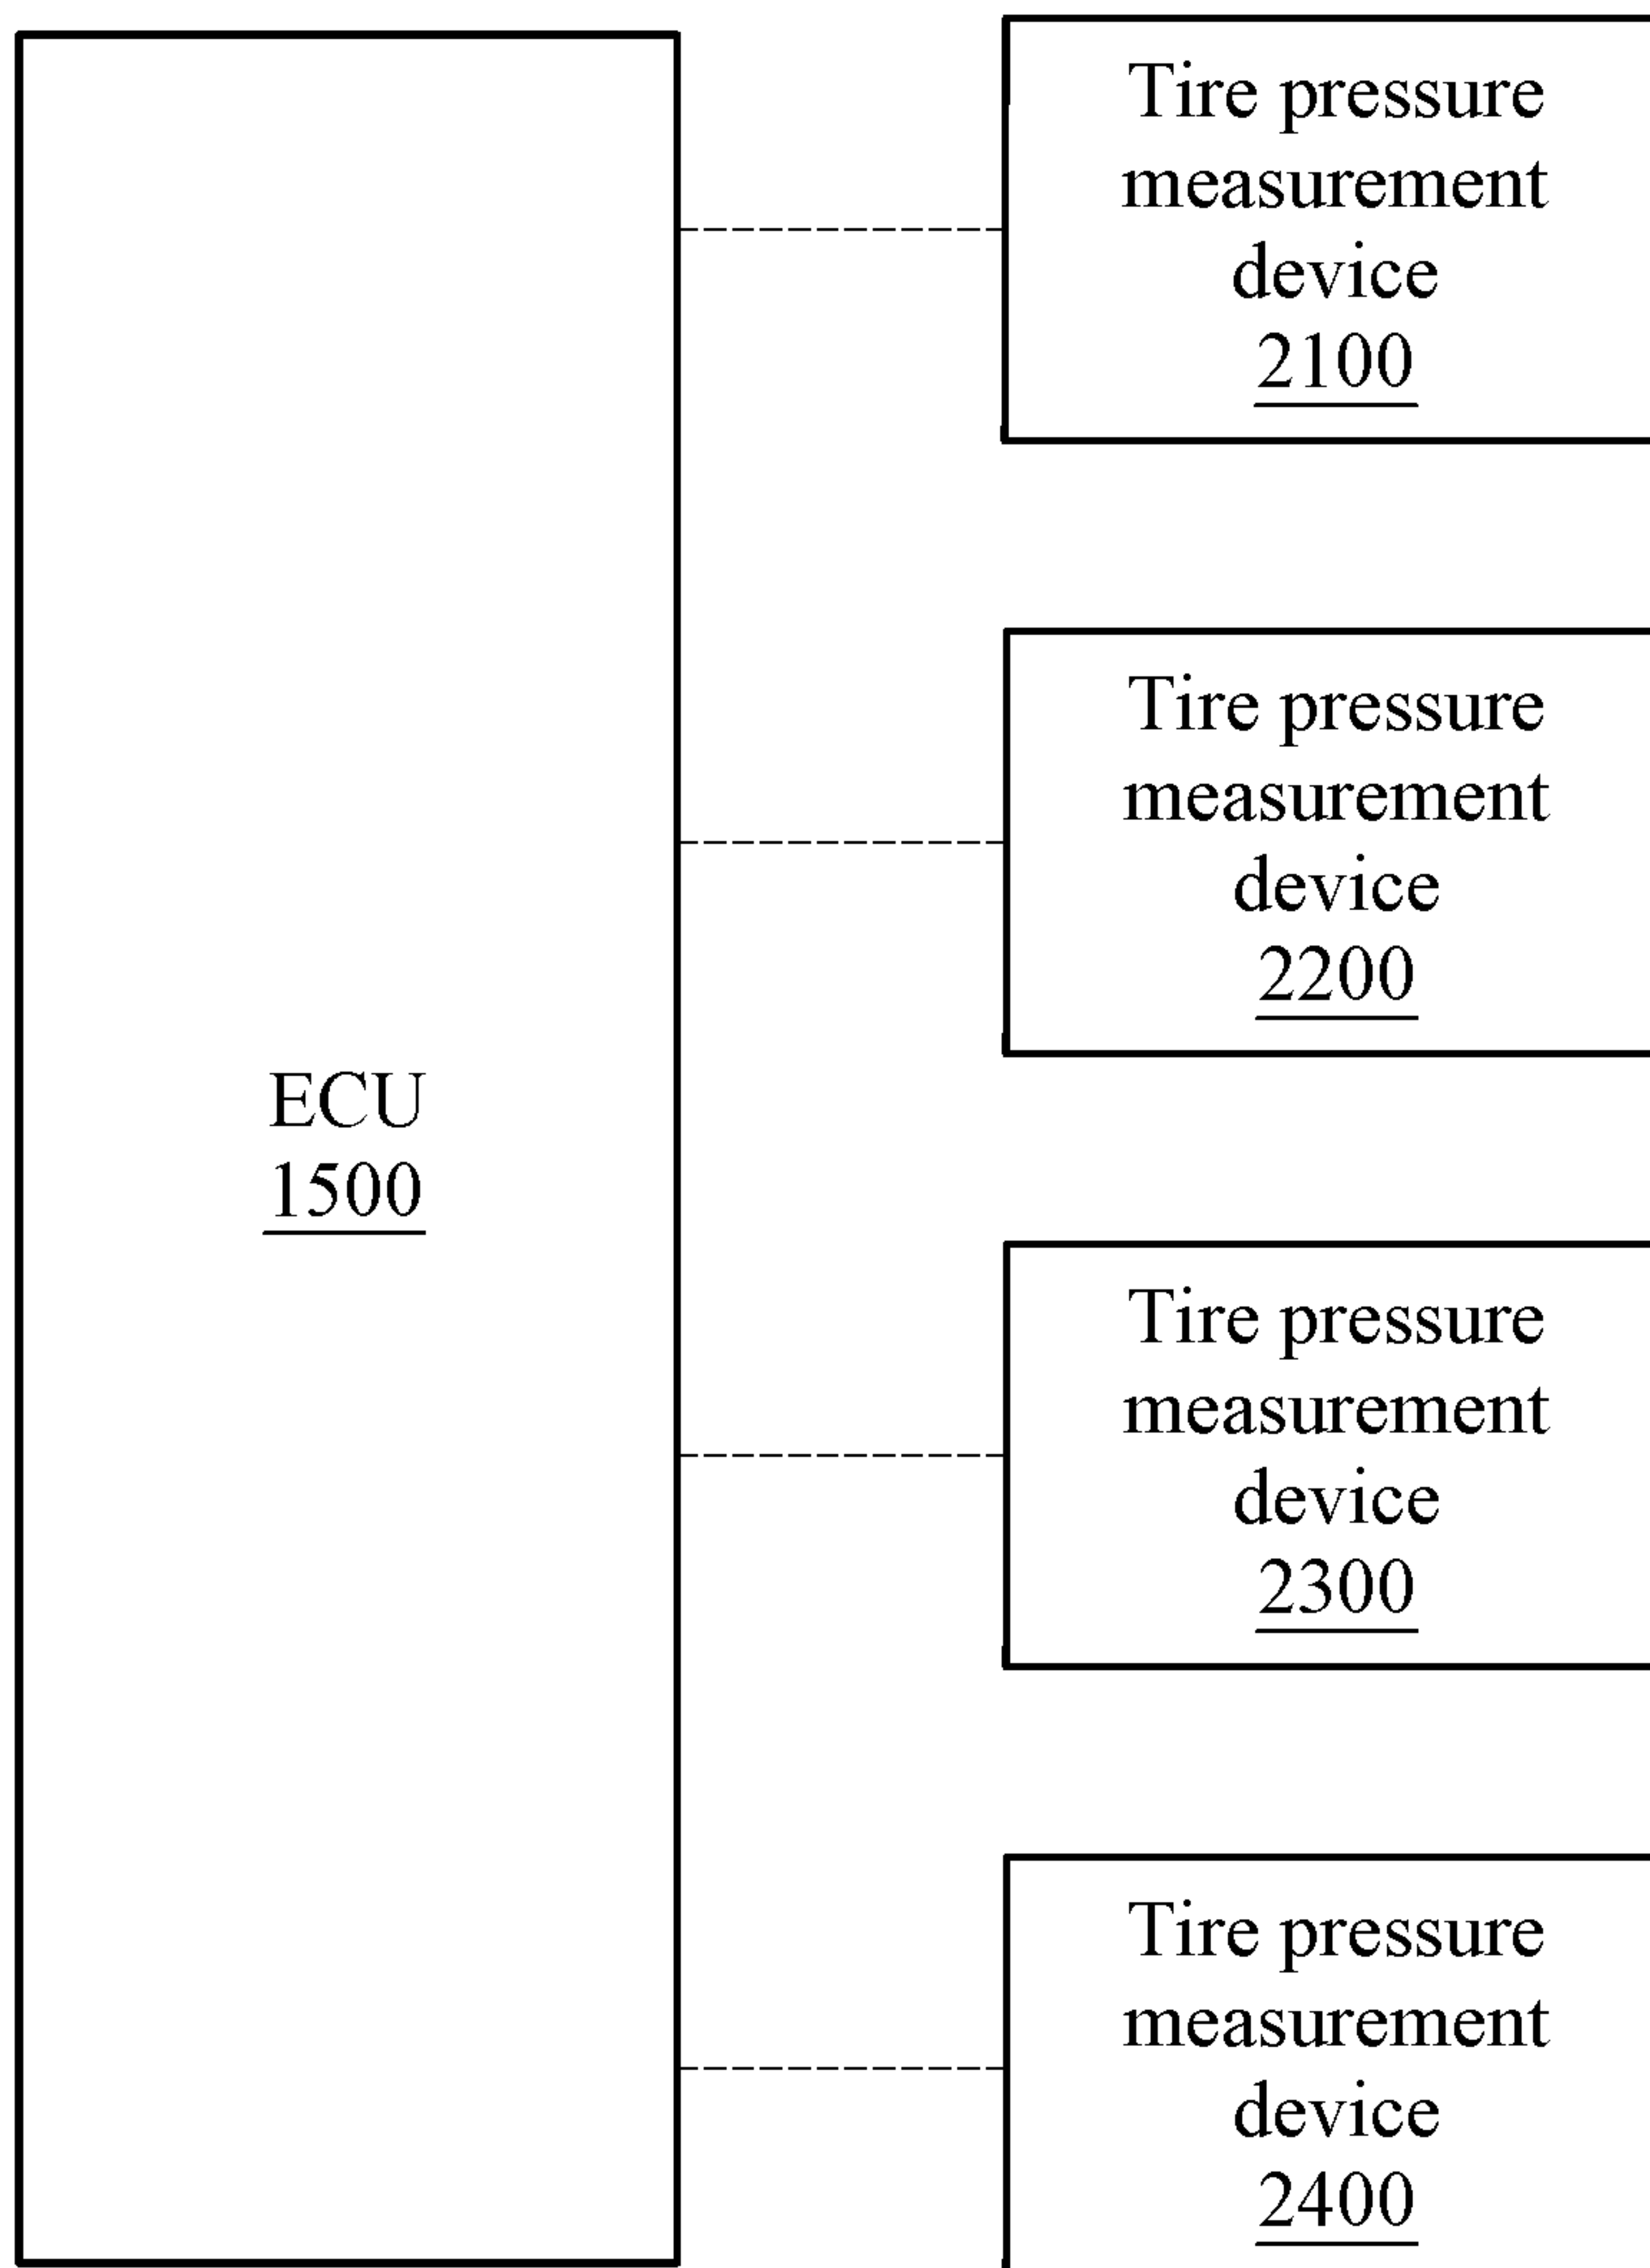 ECU
1500
Tire pressure
measurement
device
2100
Tire pressure
measurement
device
2200
Tire pressure
measurement
device
2300
Tire pressure
measurement
device
2400